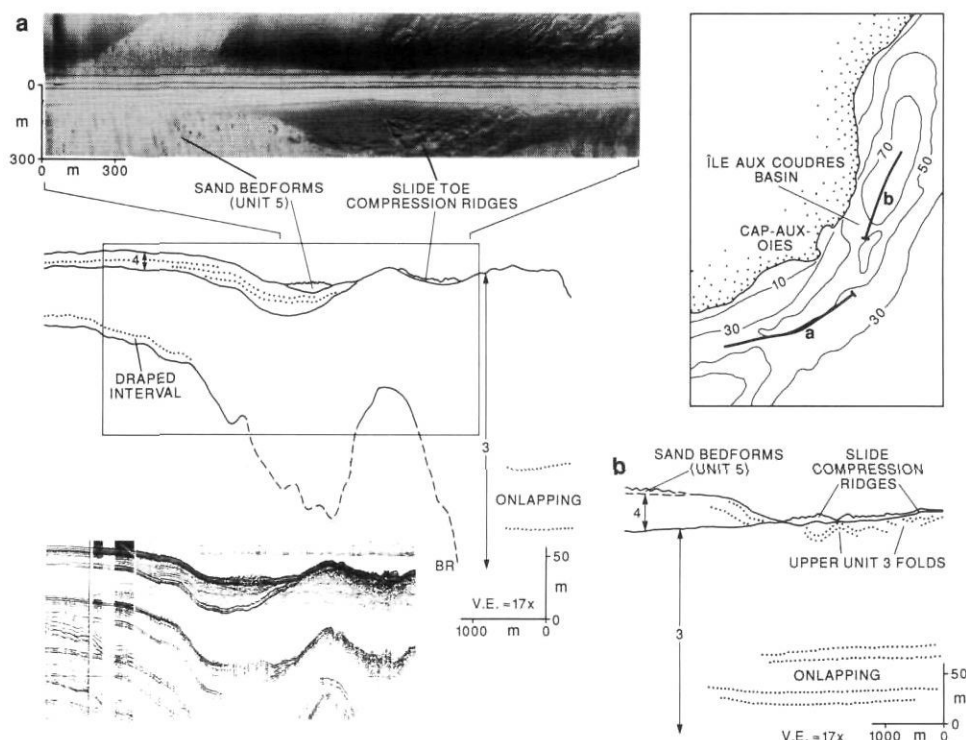 a
0
m
300
0 m 300
SAND BEDFORMS
(UNIT 5)
SLIDE TOE
COMPRESSION RIDGES
4
DRAPED
INTERVAL
3
ONLAPPING
BR
50
m
V.E. ≈17x
0
1000 m 0
ÎLE AUX COUDRES
BASIN
CAP-AUX-
OIES
70
50
b
10
30
30
a
b
SAND BEDFORMS
(UNIT 5)
SLIDE
COMPRESSION
RIDGES
4
UPPER UNIT 3 FOLDS
3
ONLAPPING
50
m
0
V.E. ≈17x
1000 m 0